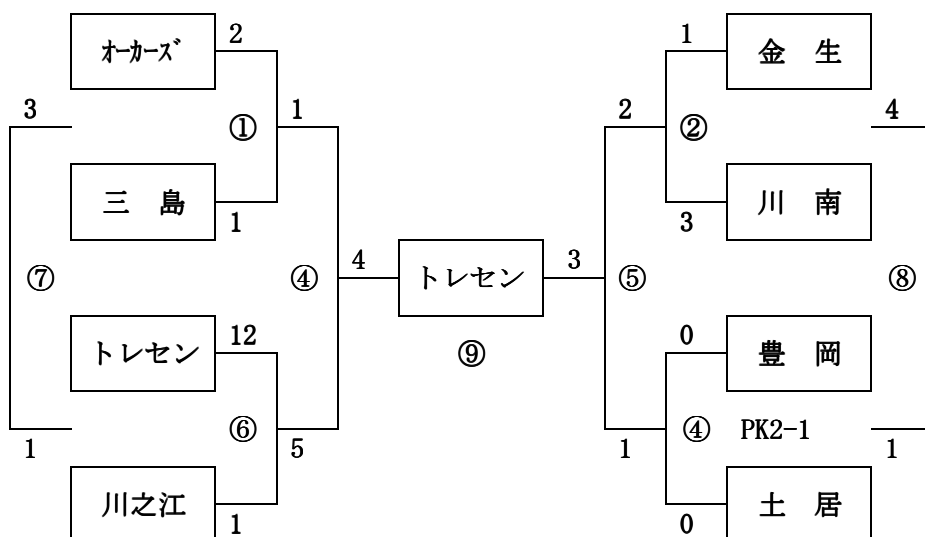 オーカーズ 2 1 金 生
3 ① 1 2 ② 4
三 島 1 3 川 南
⑦ ④ 4 トレセン 3 ⑤ ⑧
トレセン 12 ⑨ 0 豊 岡
1 ⑥ 5 1 ④ PK2-1 1
川之江 1 0 土 居